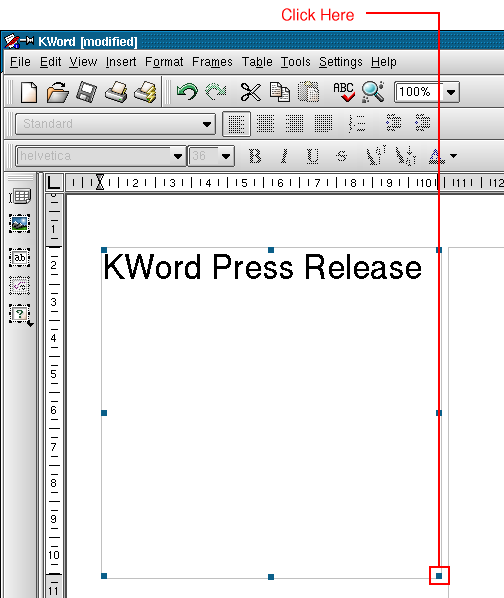 Click Here
KWord [modified]
File Edit View Insert Format Frames Table Tools Settings Help
ABC 100%
Standard
helvetica 36 B I U S A
L 1 2 3 4 5 6 7 8 9 10 11 12
ab
?
1
2
3
4
5
6
7
8
9
10
11
KWord Press Release